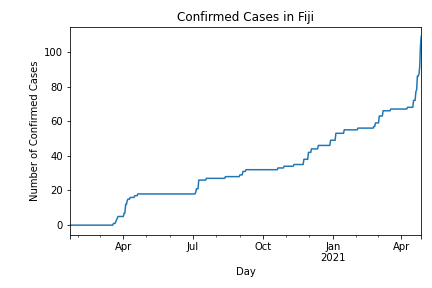 Confirmed Cases in Fiji
Number of Confirmed Cases
100
80
60
40
20
0
Apr
Jul
Oct
Jan
2021
Apr
Day